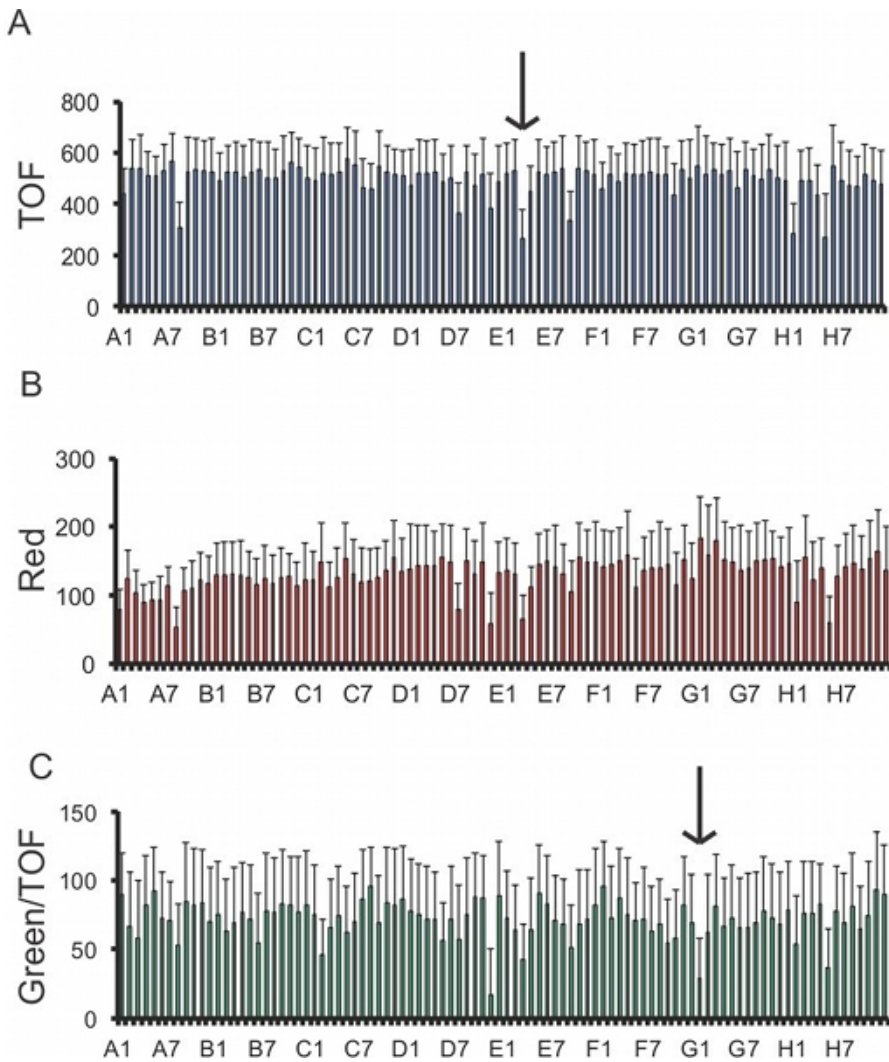 A
TOF
800
600
400
200
0
A1 A7 B1 B7 C1 C7 D1 D7 E1 E7 F1 F7 G1 G7 H1 H7
B
Red
300
200
100
0
A1 A7 B1 B7 C1 C7 D1 D7 E1 E7 F1 F7 G1 G7 H1 H7
C
Green/TOF
150
100
50
0
A1 A7 B1 B7 C1 C7 D1 D7 E1 E7 F1 F7 G1 G7 H1 H7